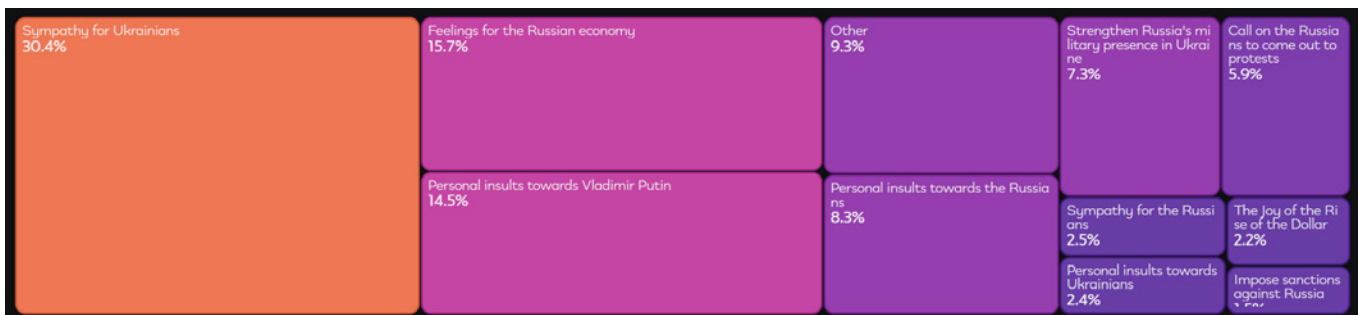 Sympathy for Ukrainians
30.4%
Feelings for the Russian economy
15.7%
Personal insults towards Vladimir Putin
14.5%
Other
9.3%
Personal insults towards the Russia
ns
8.3%
Strengthen Russia's mi
litary presence in Ukrai
ne
7.3%
Call on the Russia
ns to come out to
protests
5.9%
Sympathy for the Russi
ans
2.5%
Personal insults towards
Ukrainians
2.4%
The Joy of the Ri
se of the Dollar
2.2%
Impose sanctions
against Russia